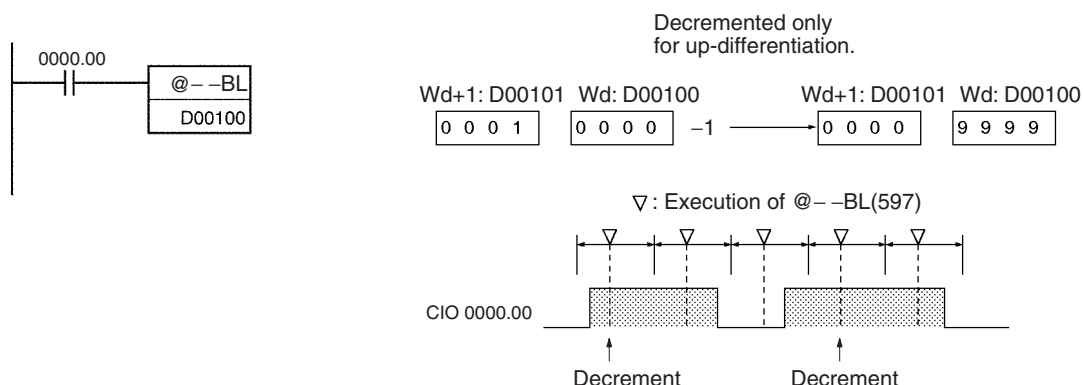 Decremented only
for up-differentiation.
0000.00
@– –BL
D00100
Wd+1: D00101 Wd: D00100 Wd+1: D00101 Wd: D00100
0 0 0 1 0 0 0 0 –1 0 0 0 0 9 9 9 9
: Execution of @– –BL(597)
CIO 0000.00
Decrement Decrement